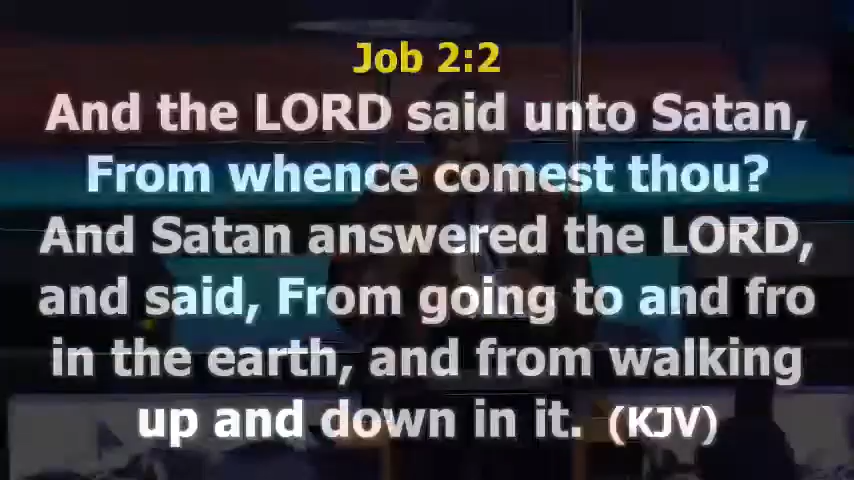 Job 2:2
And the LORD said unto Satan,
From whence comest thou?
And Satan answered the LORD,
and said, From going to and fro
in the earth, and from walking
up and down in it. (KJV)